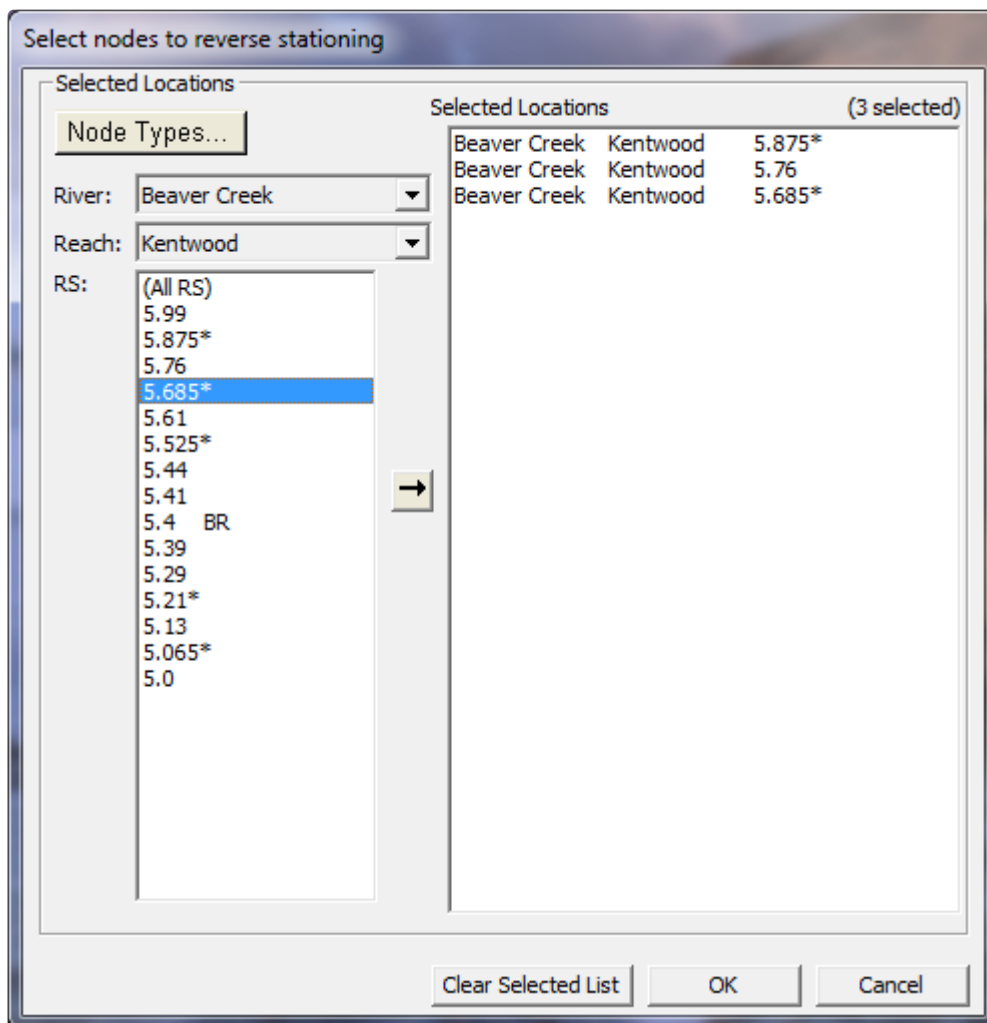 Select nodes to reverse stationing
Selected Locations
Node Types...
River: Beaver Creek
Reach: Kentwood
RS:
(All RS)
5.99
5.875*
5.76
5.685*
5.61
5.525*
5.44
5.41
5.4 BR
5.39
5.29
5.21*
5.13
5.065*
5.0
Selected Locations (3 selected)
Beaver Creek Kentwood 5.875*
Beaver Creek Kentwood 5.76
Beaver Creek Kentwood 5.685*
Clear Selected List OK Cancel